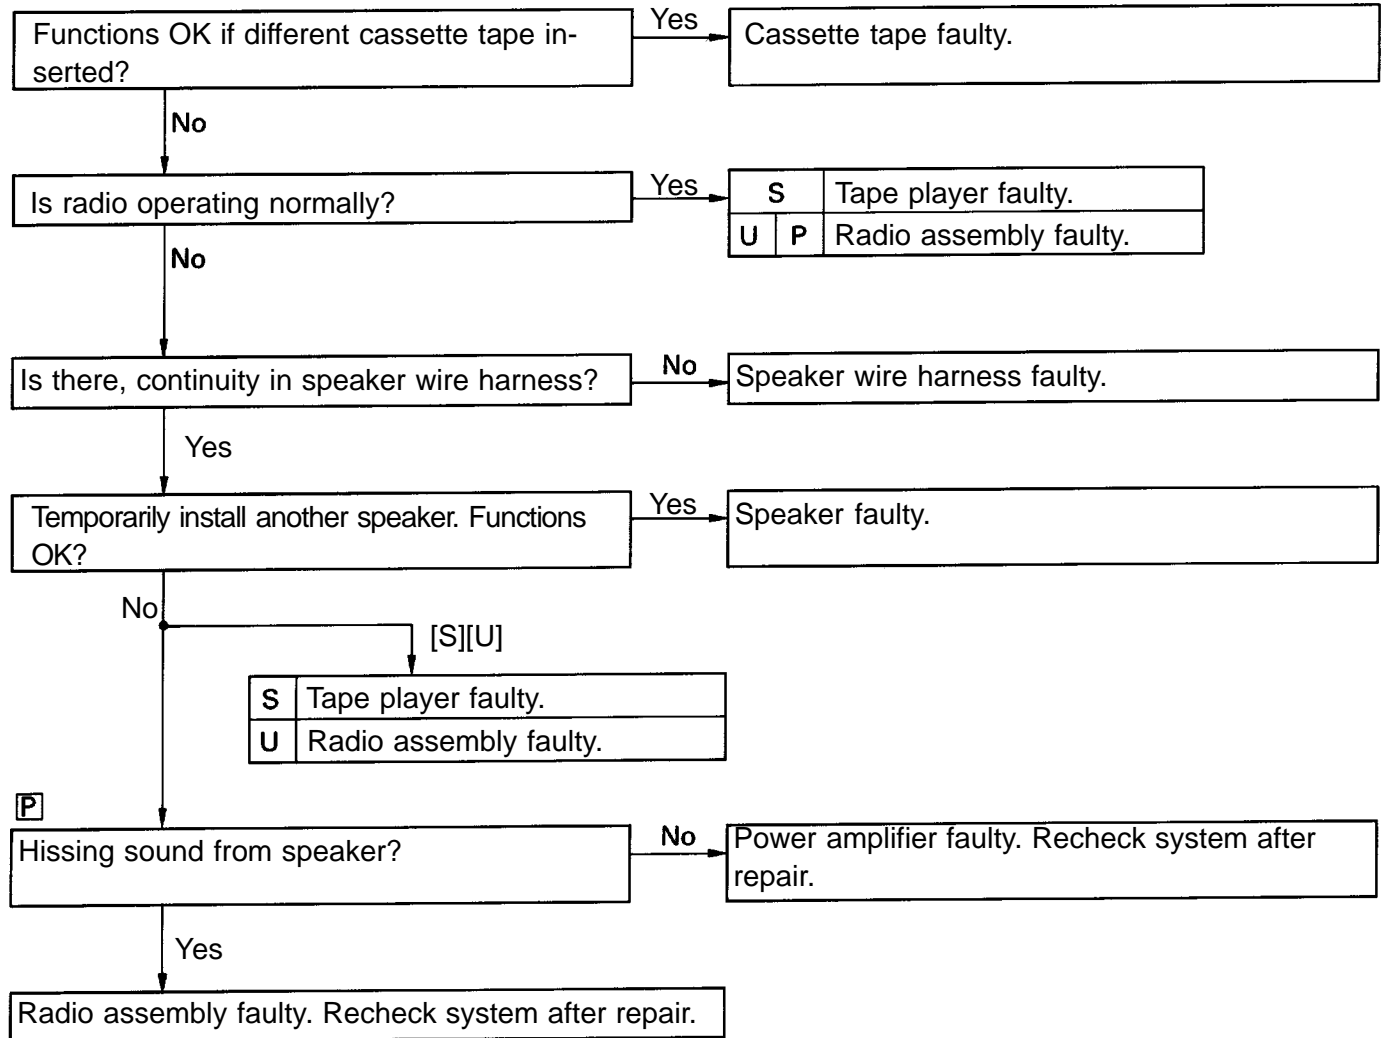 Functions OK if different cassette tape in-
serted?
Yes
Cassette tape faulty.
No
Is radio operating normally?
Yes
S Tape player faulty.
U P Radio assembly faulty.
No
Is there, continuity in speaker wire harness?
No
Speaker wire harness faulty.
Yes
Temporarily install another speaker. Functions
OK?
Yes
Speaker faulty.
No
[S][U]
S Tape player faulty.
U Radio assembly faulty.
P
Hissing sound from speaker?
No
Power amplifier faulty. Recheck system after
repair.
Yes
Radio assembly faulty. Recheck system after repair.